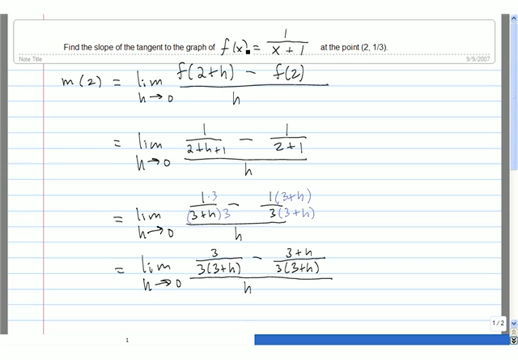 Find the slope of the tangent to the graph of f(x) = 1/(x + 1) at the point (2, 1/3).
Note Title
9/5/2007
m(2) = lim h→0 (f(2+h) - f(2))/h
= lim h→0 (1/(2+h+1) - 1/(2+1))/h
= lim h→0 (1·3/(3+h)3 - 1(3+h)/3(3+h))/h
= lim h→0 (3/3(3+h) - (3+h)/3(3+h))/h
1/2
1